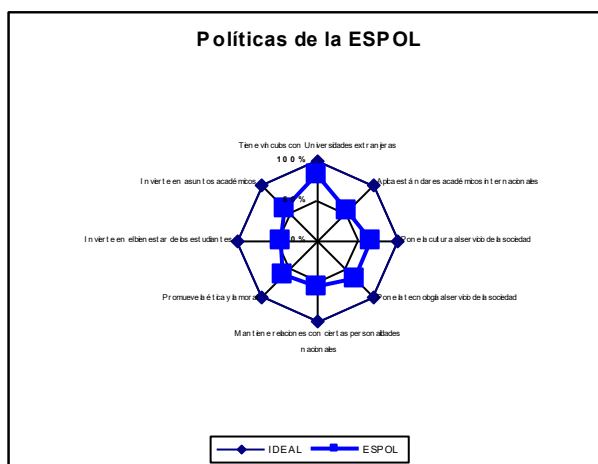 Políticas de la ESPOL
Tiene vínculos con Universidades extranjeras
100%
Invierte en asuntos académicos
Aplica estándares académicos internacionales
50%
Invierte en el bienestar de los estudiantes
0%
Pone la cultura al servicio de la sociedad
Promueve la ética y la moral
Pone la tecnología al servicio de la sociedad
Mantiene relaciones con ciertas personalidades
nacionales
IDEAL
ESPOL